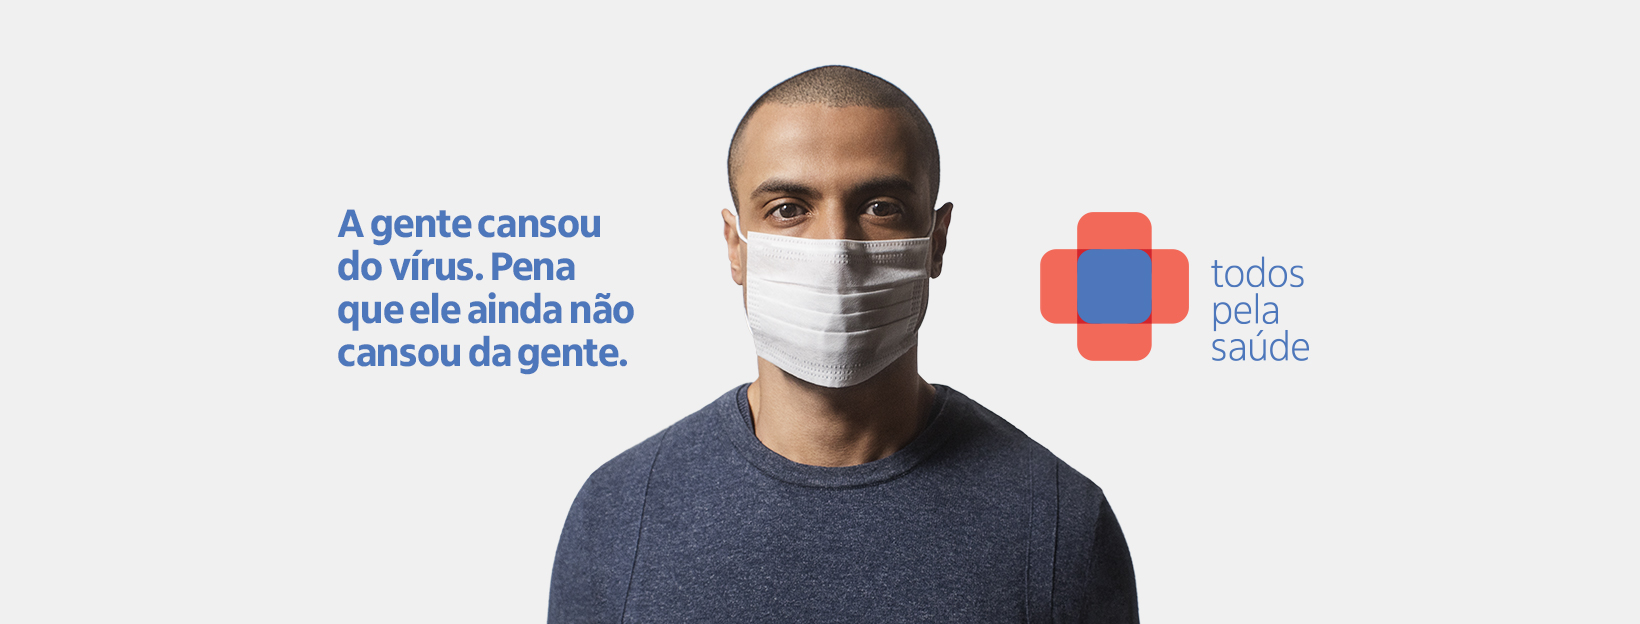 A gente cansou
do vírus. Pena
que ele ainda não
cansou da gente.
todos
pela
saúde